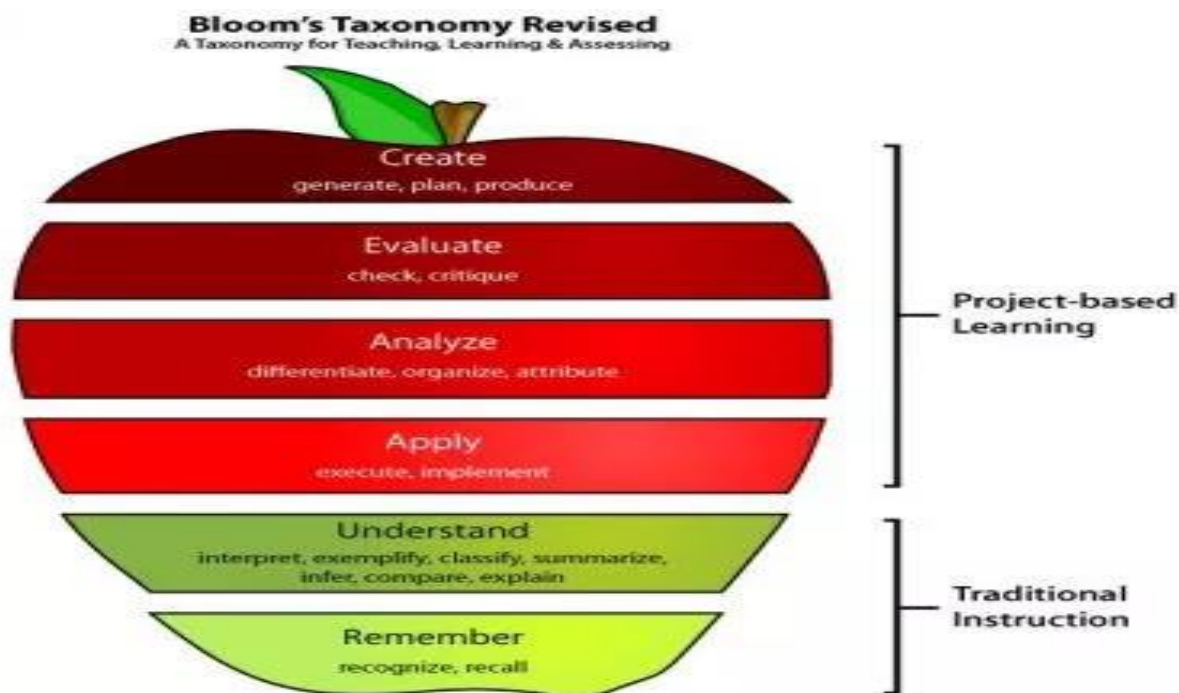 Bloom's Taxonomy Revised
A Taxonomy for Teaching, Learning & Assessing
Create
generate, plan, produce
Evaluate
check, critique
Analyze
differentiate, organize, attribute
Apply
execute, implement
Project-based
Learning
Understand
interpret, exemplify, classify, summarize,
infer, compare, explain
Remember
recognize, recall
Traditional
Instruction